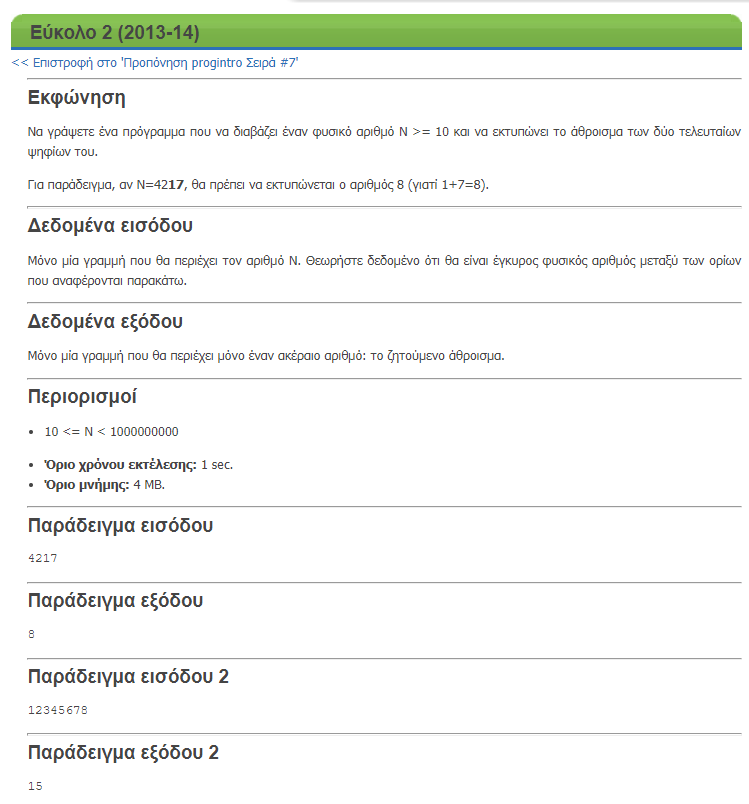 Εύκολο 2 (2013-14)
<< Επιστροφή στο 'Προπόνηση progintro Σειρά #7'
Εκφώνηση
Να γράψετε ένα πρόγραμμα που να διαβάζει έναν φυσικό αριθμό N >= 10 και να εκτυπώνει το άθροισμα των δύο τελευταίων
ψηφίων του.
Για παράδειγμα, αν N=4217, θα πρέπει να εκτυπώνεται ο αριθμός 8 (γιατί 1+7=8).
Δεδομένα εισόδου
Μόνο μία γραμμή που θα περιέχει τον αριθμό N. Θεωρήστε δεδομένο ότι θα είναι έγκυρος φυσικός αριθμός μεταξύ των ορίων
που αναφέρονται παρακάτω.
Δεδομένα εξόδου
Μόνο μία γραμμή που θα περιέχει μόνο έναν ακέραιο αριθμό: το ζητούμενο άθροισμα.
Περιορισμοί
• 10 <= N < 1000000000
• Όριο χρόνου εκτέλεσης: 1 sec.
• Όριο μνήμης: 4 MB.
Παράδειγμα εισόδου
4217
Παράδειγμα εξόδου
8
Παράδειγμα εισόδου 2
12345678
Παράδειγμα εξόδου 2
15